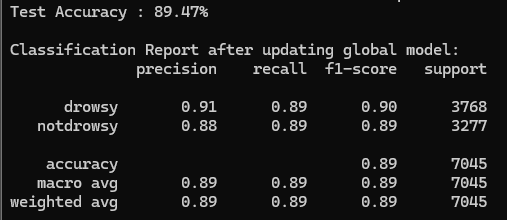 Test Accuracy : 89.47%
Classification Report after updating global model:
precision recall f1-score support
drowsy 0.91 0.89 0.90 3768
notdrowsy 0.88 0.89 0.89 3277
accuracy 0.89 7045
macro avg 0.89 0.89 0.89 7045
weighted avg 0.89 0.89 0.89 7045